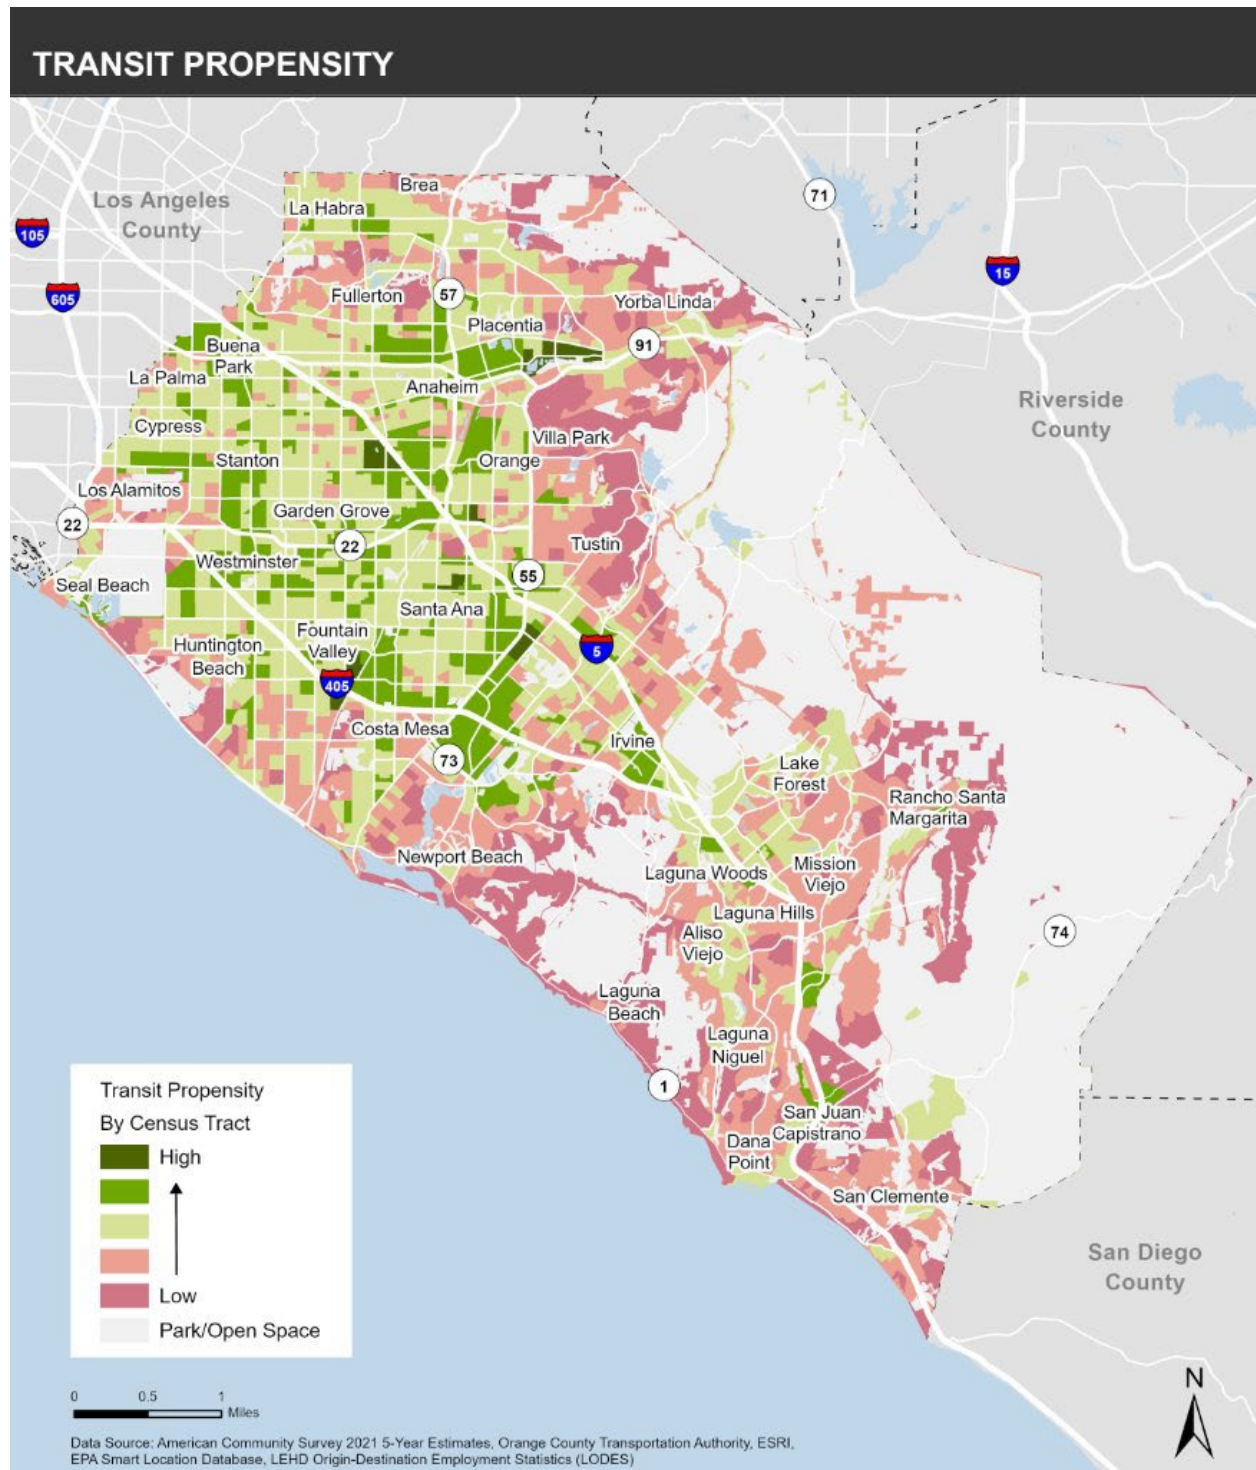 TRANSIT PROPENSITY
Los Angeles
County
105
605
Brea
La Habra
71
15
Fullerton
57
Yorba Linda
Placentia
91
Buena
Park
La Palma
Anaheim
Riverside
County
Cypress
Villa Park
Stanton
Orange
Los Alamitos
Garden Grove
22
22
Tustin
Westminster
55
Seal Beach
Santa Ana
Fountain
Valley
Huntington
Beach
5
405
Costa Mesa
Irvine
73
Lake
Forest
Rancho Santa
Margarita
Newport Beach
Laguna Woods
Mission
Viejo
Laguna Hills
Aliso
Viejo
74
Laguna
Beach
Laguna
Niguel
1
San Juan
Capistrano
Dana
Point
San Clemente
San Diego
County
Transit Propensity
By Census Tract
High
Low
Park/Open Space
N
0 0.5 1
Miles
Data Source: American Community Survey 2021 5-Year Estimates, Orange County Transportation Authority, ESRI,
EPA Smart Location Database, LEHD Origin-Destination Employment Statistics (LODES)